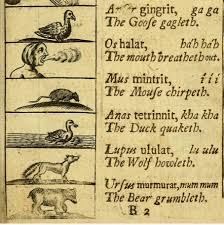 Anſer gingrit, ga ga
The Gooſe gagleth.
Os halat, háh háh
The mouth breatheth out.
Mus mintrit, í í í
The Mouſe chirpeth.
Anas tetrinnit, kha kha
The Duck quaketh.
Lupus ululat, lu ulu
The Wolf howleth.
Urſus murmurat, mum mum
The Bear grumbleth.
B 2